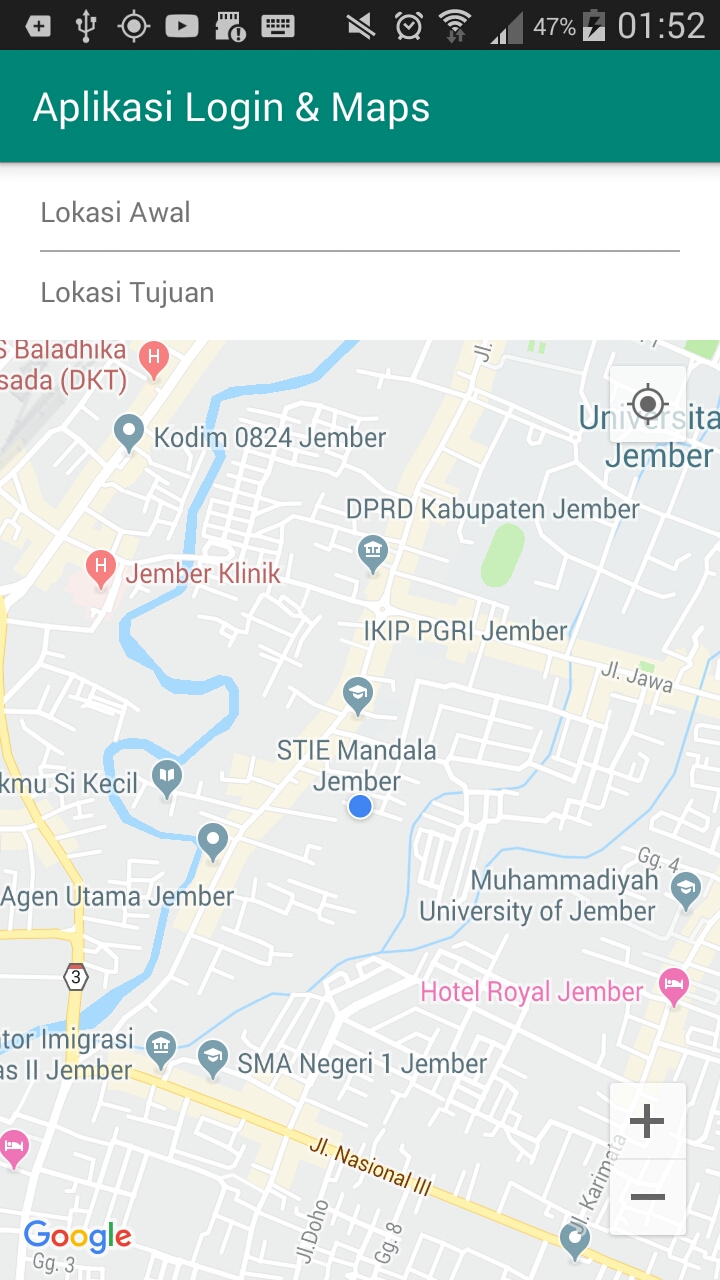 47% 01:52
Aplikasi Login & Maps
Lokasi Awal
Lokasi Tujuan
S Baladhika
sada (DKT)
H
Jl.
Kodim 0824 Jember
Universita
Jember
DPRD Kabupaten Jember
H
Jember Klinik
IKIP PGRI Jember
Jl. Jawa
STIE Mandala
Jember
kmu Si Kecil
Gg. 4
Agen Utama Jember
Muhammadiyah
University of Jember
3
Hotel Royal Jember
tor Imigrasi
as II Jember
SMA Negeri 1 Jember
Jl. Nasional III
Jl. Karimata
Jl.Doho
Gg. 8
Google
Gg. 3